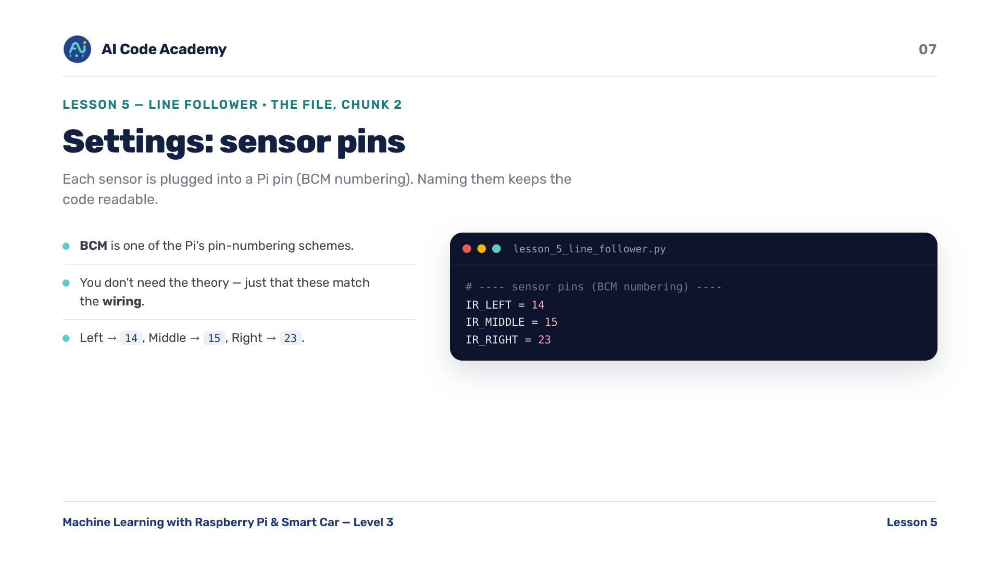 AI Code Academy
07
LESSON 5 — LINE FOLLOWER • THE FILE, CHUNK 2
Settings: sensor pins
Each sensor is plugged into a Pi pin (BCM numbering). Naming them keeps the
code readable.
BCM is one of the Pi's pin-numbering schemes.
You don't need the theory — just that these match
the wiring.
Left → 14, Middle → 15, Right → 23.
lesson_5_line_follower.py
# ---- sensor pins (BCM numbering) ----
IR_LEFT = 14
IR_MIDDLE = 15
IR_RIGHT = 23
Machine Learning with Raspberry Pi & Smart Car — Level 3
Lesson 5